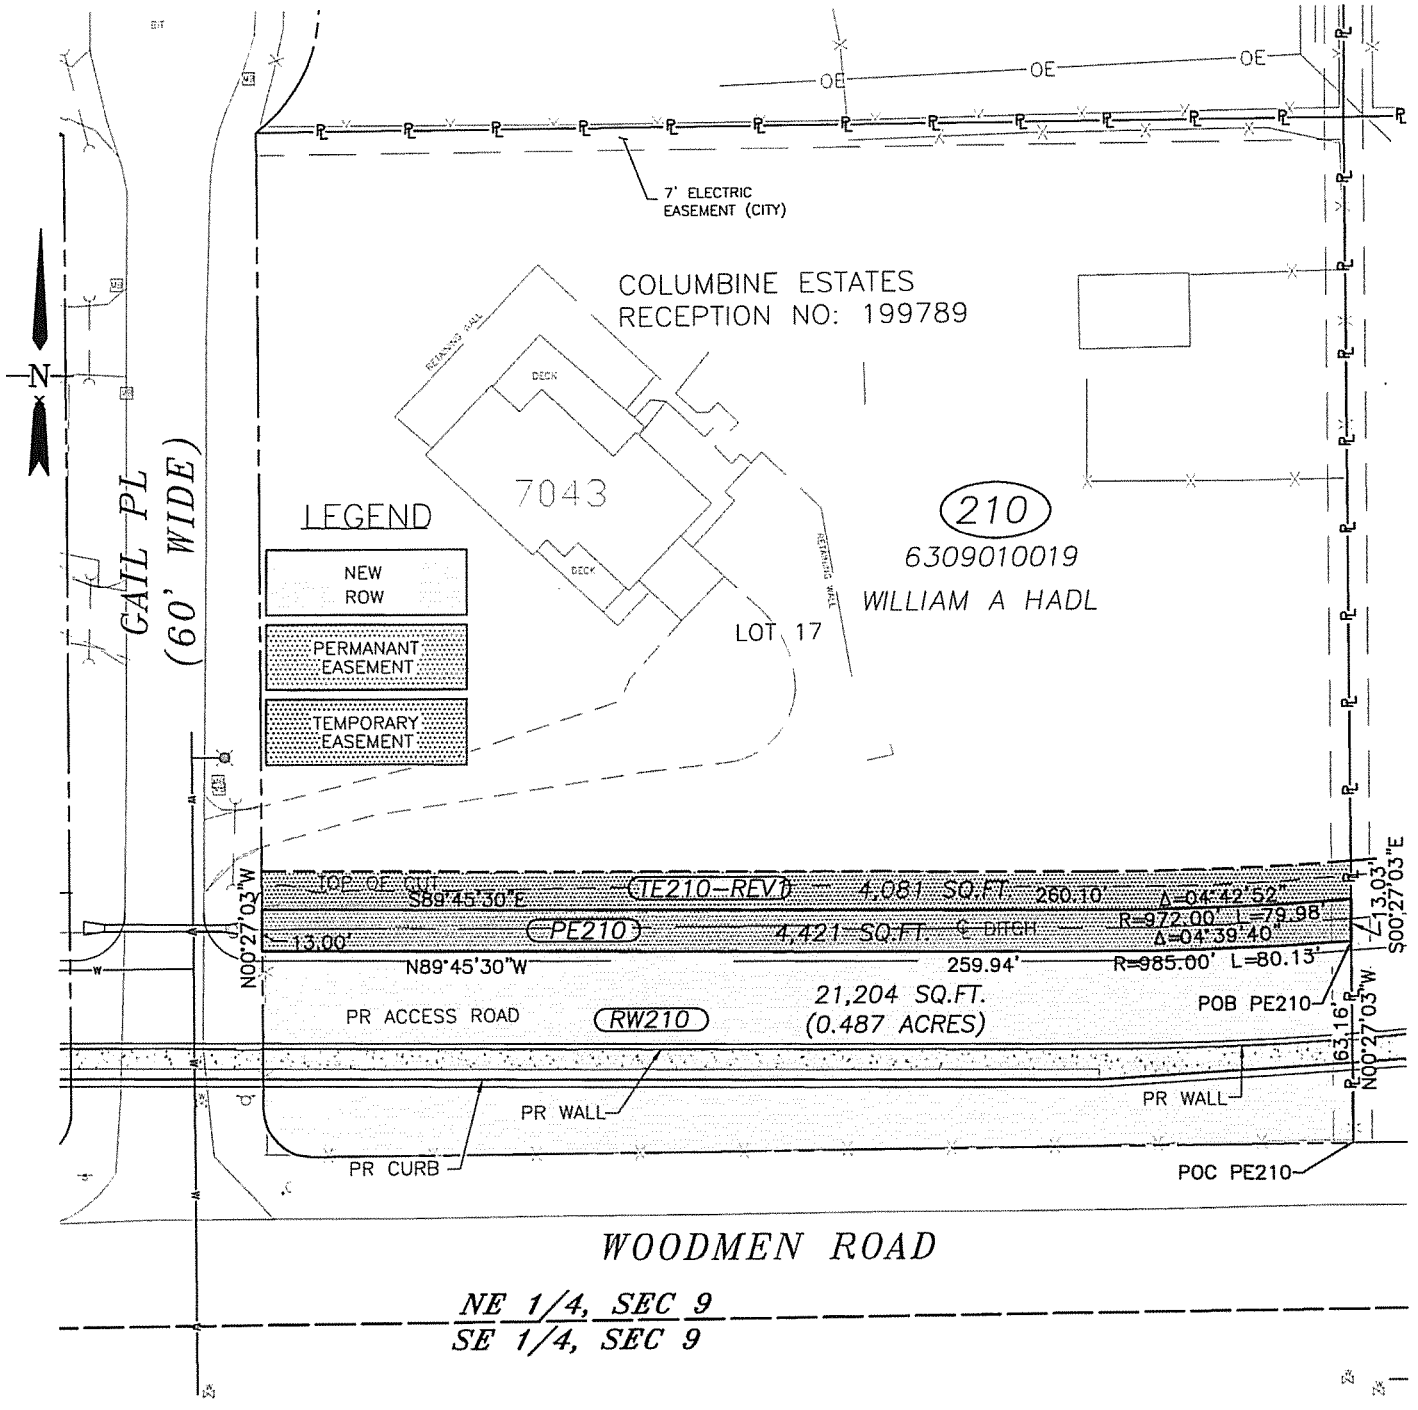 BIT
OE
OE
OE
7' ELECTRIC
EASEMENT (CITY)
COLUMBINE ESTATES
RECEPTION NO: 199789
RETAINING WALL
DECK
N
GAIL PL
(60' WIDE)
7043
LEGEND
NEW
ROW
PERMANANT
EASEMENT
TEMPORARY
EASEMENT
DECK
RETAINING WALL
210
6309010019
WILLIAM A HADL
LOT 17
TOP OF CUT
TE210-REV1
4,081 SQ.FT.
S89°45'30"E
260.10'
Δ=04°42'52"
R=972.00' L=79.98'
13.03'
S00°27'03"E
N00°27'03"W
13.00'
PE210
4,421 SQ.FT.
℄ DITCH
Δ=04°39'40"
N89°45'30"W
259.94'
R=985.00' L=80.13'
21,204 SQ.FT.
(0.487 ACRES)
POB PE210
PR ACCESS ROAD
RW210
63.16'
N00°27'03"W
PR WALL
PR WALL
PR CURB
POC PE210
WOODMEN ROAD
NE 1/4, SEC 9
SE 1/4, SEC 9